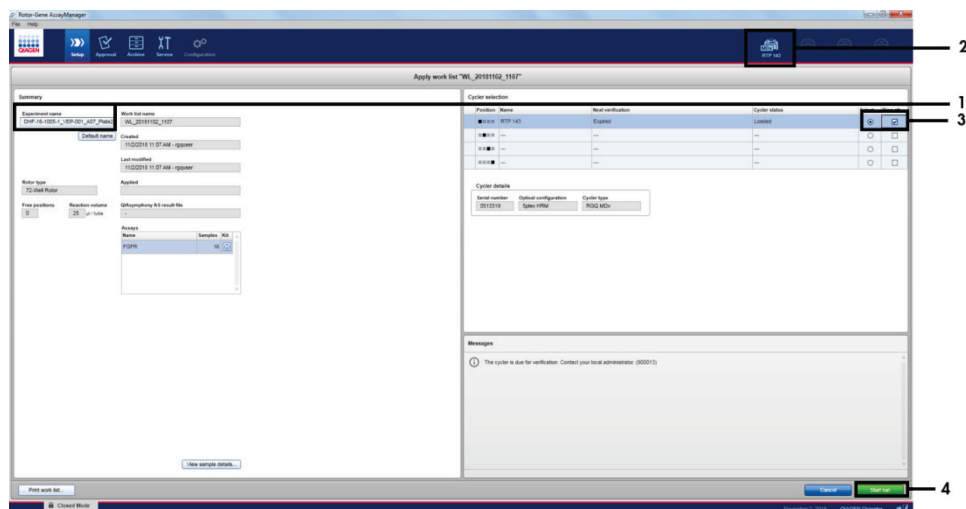 Rotor-Gene AssayManager
File Help
QIAGEN
Setup Approval Archive Service Configuration
RTP 143
2
Apply work list "WL_20181102_1107"
Summary
Cycler selection
1
Experiment name
Work list name
Position Name Next verification Cycler status
DHF-16-1005-1_VEP-001_A07_Plate2
WL_20181102_1107
RTP 143 Expired Loaded
3
Default name
Created
--- --- ---
11/2/2018 11:07 AM - rgquser
--- --- ---
Last modified
--- --- ---
11/2/2018 11:07 AM - rgquser
Rotor type
Applied
72-Well Rotor
Cycler details
Free positions Reaction volume QIAsymphony AS result file
Serial number Optical configuration Cycler type
0 25 µl / tube -
0513319 5plex HRM RGQ MDx
Assays
Name Samples Kit
FGFR
Messages
The cycler is due for verification. Contact your local administrator. (900013)
View sample details...
Print work list...
Cancel
Start run
4
Closed Mode